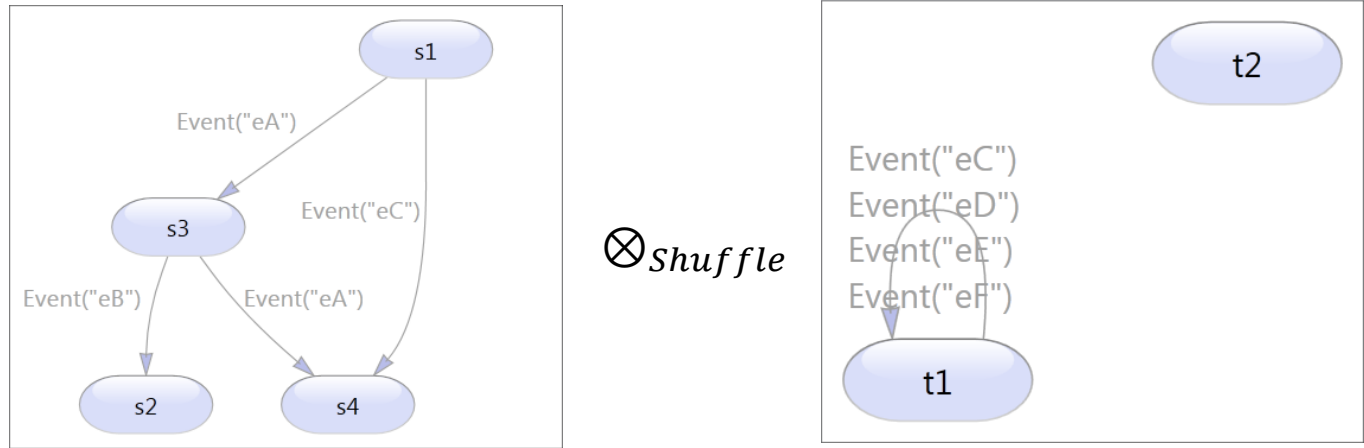 s1
Event("eA")
Event("eC")
s3
Event("eB")
Event("eA")
s2
s4
⊗Shuffle
t2
Event("eC")
Event("eD")
Event("eE")
Event("eF")
t1